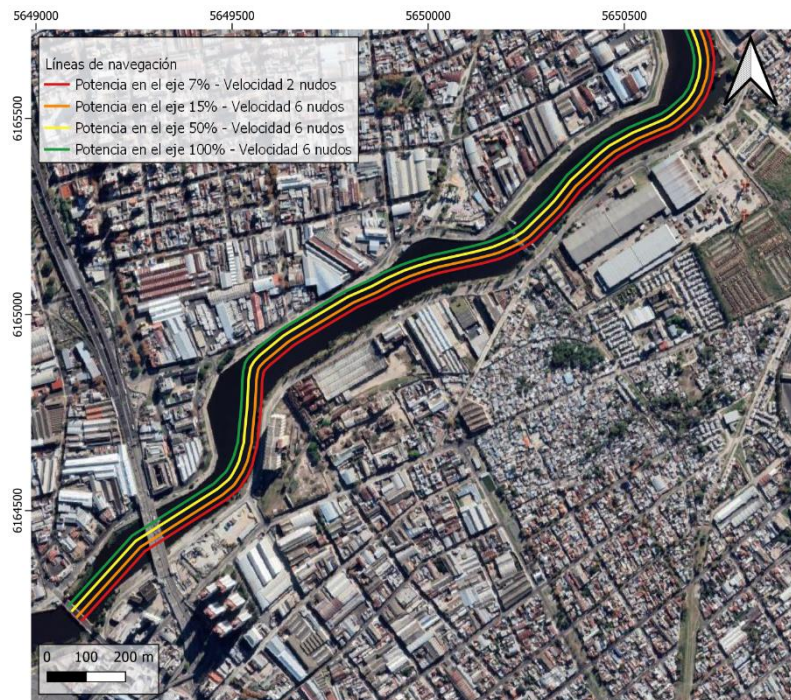 5649000 5649500 5650000 5650500
Líneas de navegación
Potencia en el eje 7% - Velocidad 2 nudos
Potencia en el eje 15% - Velocidad 6 nudos
Potencia en el eje 50% - Velocidad 6 nudos
Potencia en el eje 100% - Velocidad 6 nudos
6165500
6165000
6164500
0 100 200 m